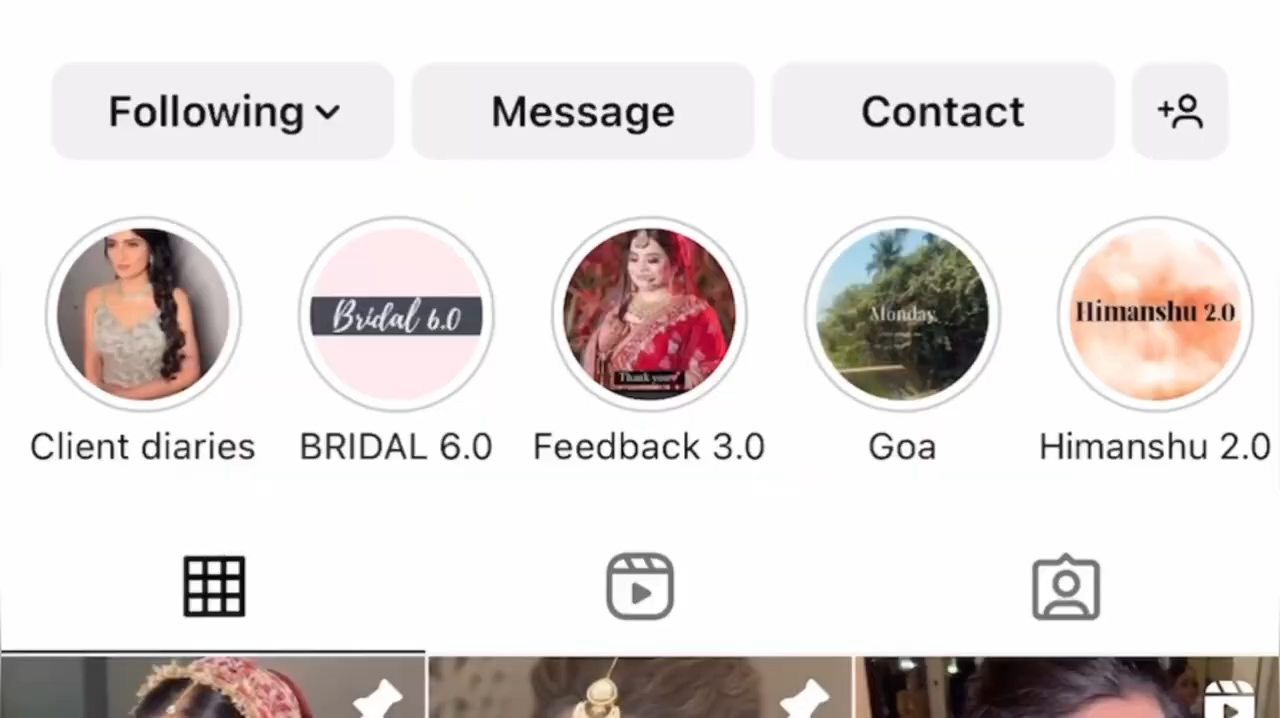 Following
Message
Contact
Bridal 6.0
Thank you
Monday
Himanshu 2.0
Client diaries
BRIDAL 6.0
Feedback 3.0
Goa
Himanshu 2.0